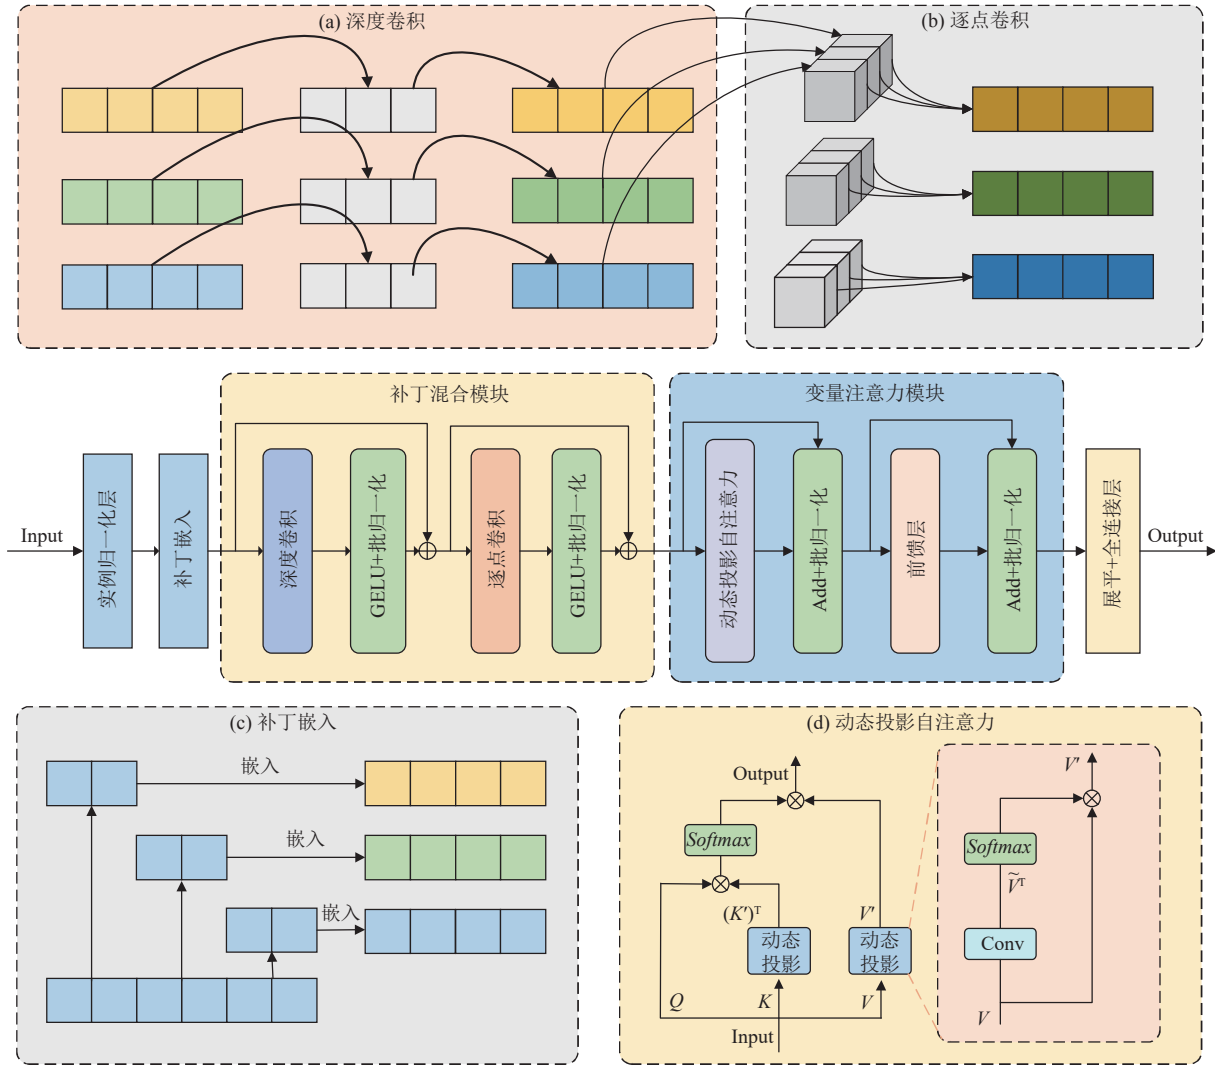 (a) 深度卷积
(b) 逐点卷积
补丁混合模块
变量注意力模块
Input
实例归一化层
补丁嵌入
深度卷积
GELU+批归一化
逐点卷积
GELU+批归一化
动态投影自注意力
Add+批归一化
前馈层
Add+批归一化
展平+全连接层
Output
(c) 补丁嵌入
嵌入
嵌入
嵌入
(d) 动态投影自注意力
Output
Softmax
(K′)ᵀ
V′
动态
投影
动态
投影
Q
K
V
Input
V′
Softmax
Ṽᵀ
Conv
V